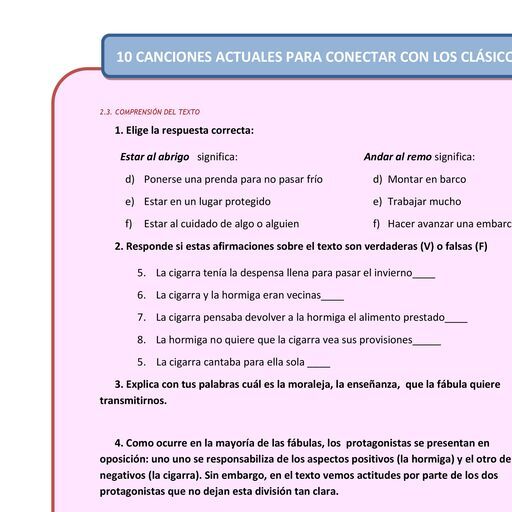 10 CANCIONES ACTUALES PARA CONECTAR CON LOS CLÁSICO
2.3. COMPRENSIÓN DEL TEXTO
1. Elige la respuesta correcta:
Estar al abrigo significa:
d) Ponerse una prenda para no pasar frío
e) Estar en un lugar protegido
f) Estar al cuidado de algo o alguien
Andar al remo significa:
d) Montar en barco
e) Trabajar mucho
f) Hacer avanzar una embarc
2. Responde si estas afirmaciones sobre el texto son verdaderas (V) o falsas (F)
5. La cigarra tenía la despensa llena para pasar el invierno____
6. La cigarra y la hormiga eran vecinas____
7. La cigarra pensaba devolver a la hormiga el alimento prestado____
8. La hormiga no quiere que la cigarra vea sus provisiones_____
5. La cigarra cantaba para ella sola ____
3. Explica con tus palabras cuál es la moraleja, la enseñanza, que la fábula quiere
transmitirnos.
4. Como ocurre en la mayoría de las fábulas, los protagonistas se presentan en
oposición: uno uno se responsabiliza de los aspectos positivos (la hormiga) y el otro de
negativos (la cigarra). Sin embargo, en el texto vemos actitudes por parte de los dos
protagonistas que no dejan esta división tan clara.